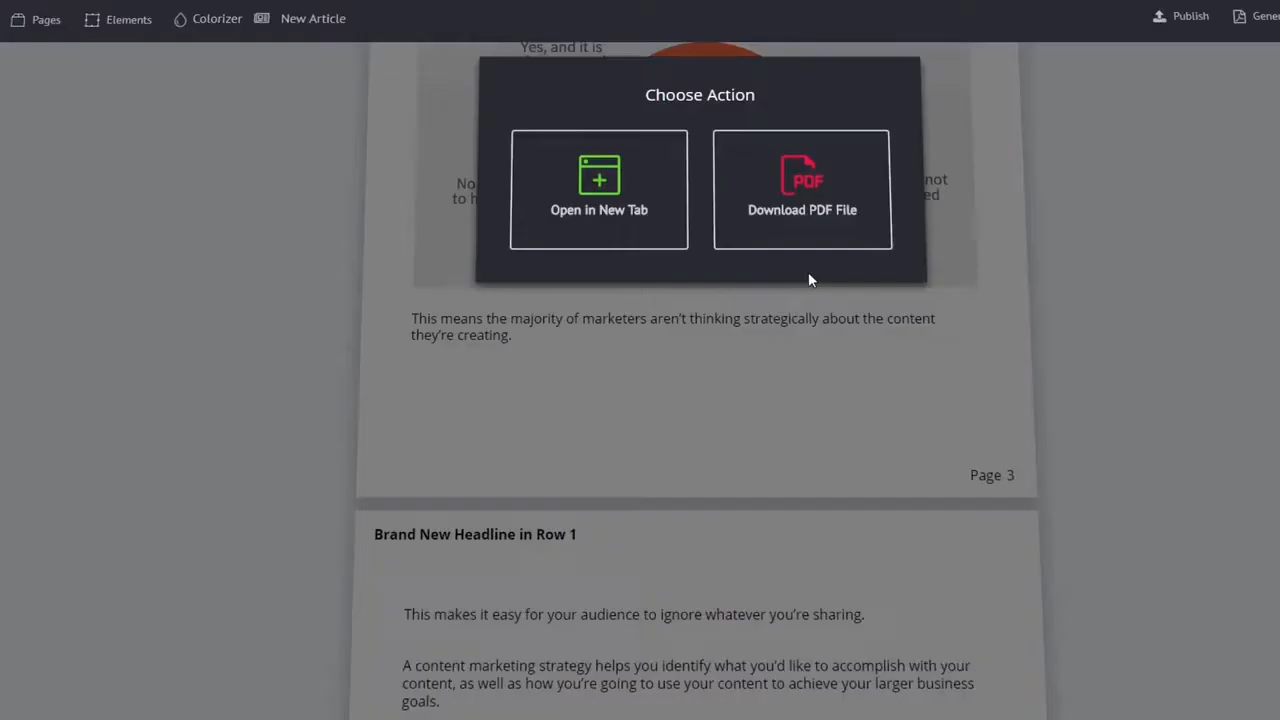 Pages
Elements
Colorizer
New Article
Publish
Yes, and it is
Choose Action
Open in New Tab
PDF
Download PDF File
No
to h
not
ed
This means the majority of marketers aren't thinking strategically about the content
they're creating.
Page 3
Brand New Headline in Row 1
This makes it easy for your audience to ignore whatever you're sharing.
A content marketing strategy helps you identify what you'd like to accomplish with your
content, as well as how you're going to use your content to achieve your larger business
goals.